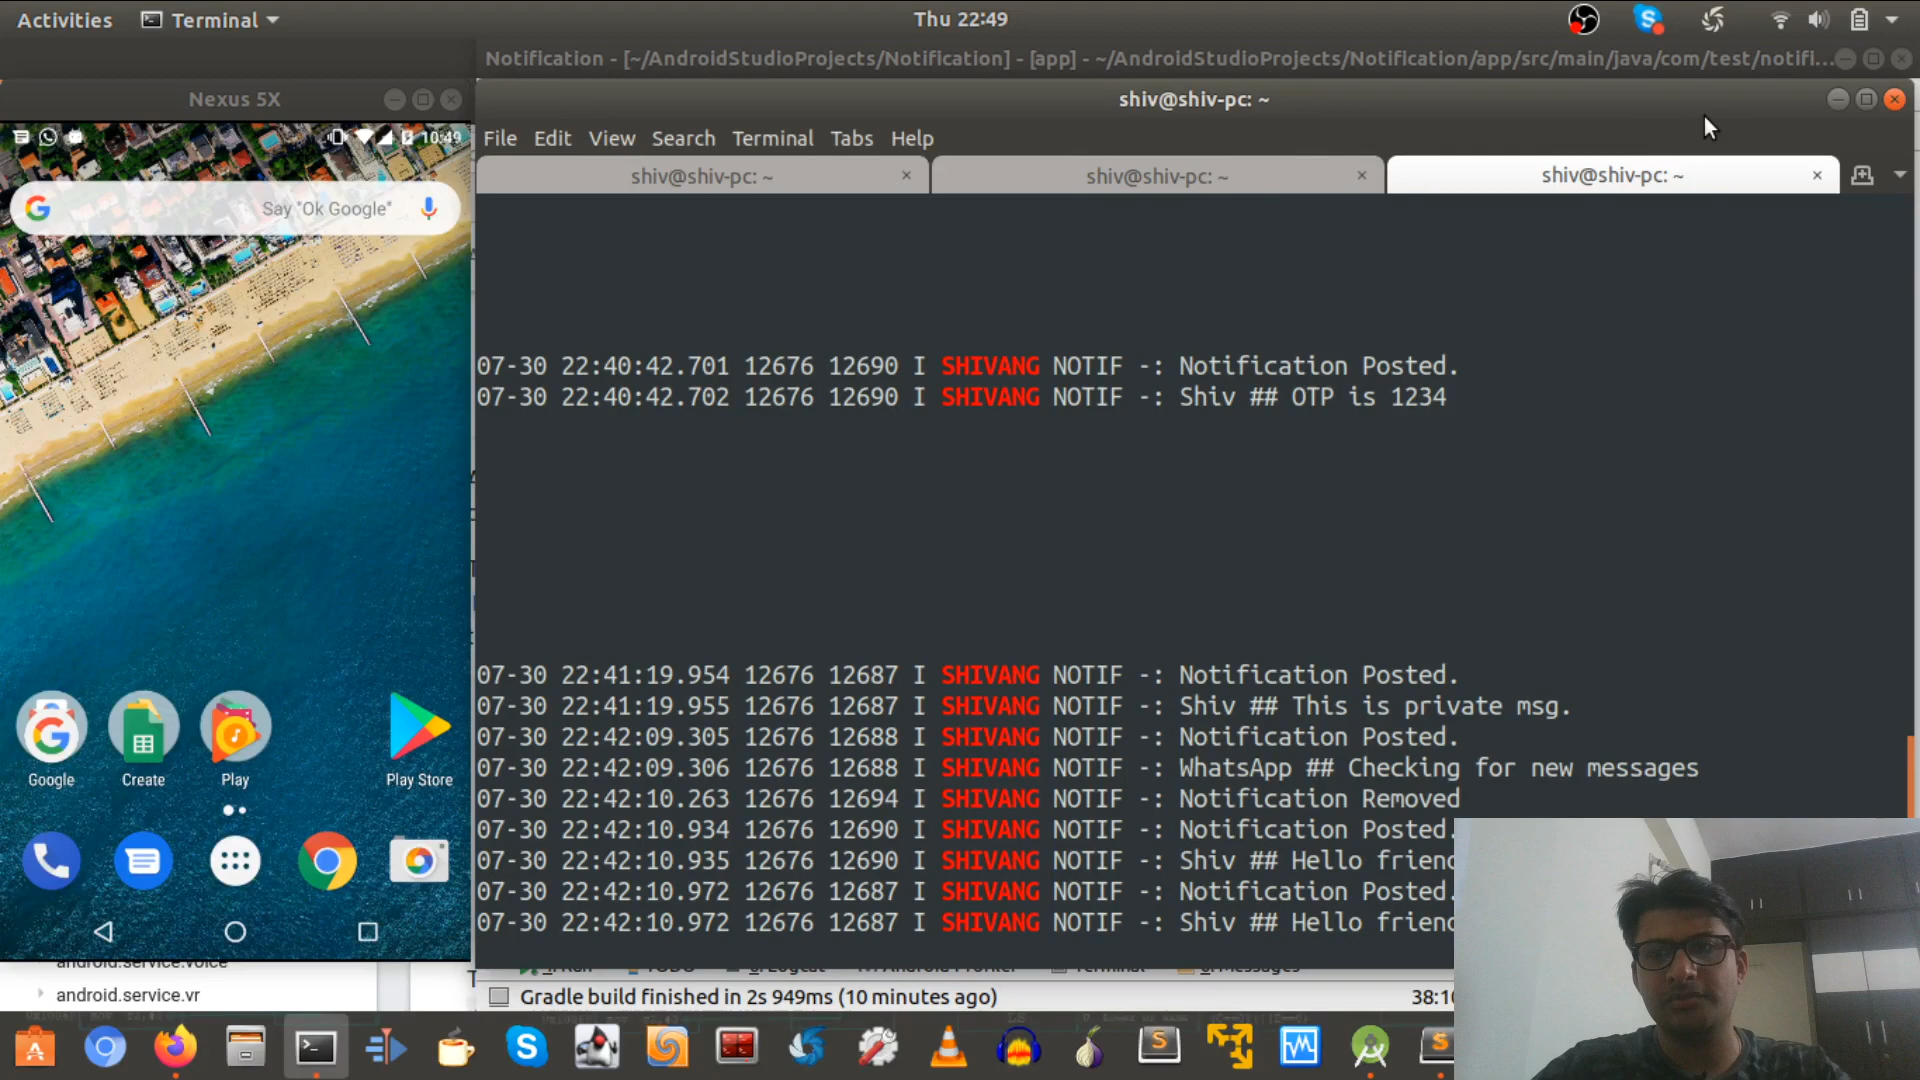 Activities Terminal Thu 22:49
Notification - [~/AndroidStudioProjects/Notification] - [app] - ~/AndroidStudioProjects/Notification/app/src/main/java/com/test/notifi...
Nexus 5X
shiv@shiv-pc: ~
10:49
File Edit View Search Terminal Tabs Help
shiv@shiv-pc: ~ shiv@shiv-pc: ~ shiv@shiv-pc: ~
Say "Ok Google"
07-30 22:40:42.701 12676 12690 I SHIVANG NOTIF -: Notification Posted.
07-30 22:40:42.702 12676 12690 I SHIVANG NOTIF -: Shiv ## OTP is 1234
07-30 22:41:19.954 12676 12687 I SHIVANG NOTIF -: Notification Posted.
07-30 22:41:19.955 12676 12687 I SHIVANG NOTIF -: Shiv ## This is private msg.
07-30 22:42:09.305 12676 12688 I SHIVANG NOTIF -: Notification Posted.
07-30 22:42:09.306 12676 12688 I SHIVANG NOTIF -: WhatsApp ## Checking for new messages
07-30 22:42:10.263 12676 12694 I SHIVANG NOTIF -: Notification Removed
07-30 22:42:10.934 12676 12690 I SHIVANG NOTIF -: Notification Posted.
07-30 22:42:10.935 12676 12690 I SHIVANG NOTIF -: Shiv ## Hello friend
07-30 22:42:10.972 12676 12687 I SHIVANG NOTIF -: Notification Posted.
07-30 22:42:10.972 12676 12687 I SHIVANG NOTIF -: Shiv ## Hello friend
Google Create Play Play Store
android.service.voice
android.service.vr
Gradle build finished in 2s 949ms (10 minutes ago) 38:10